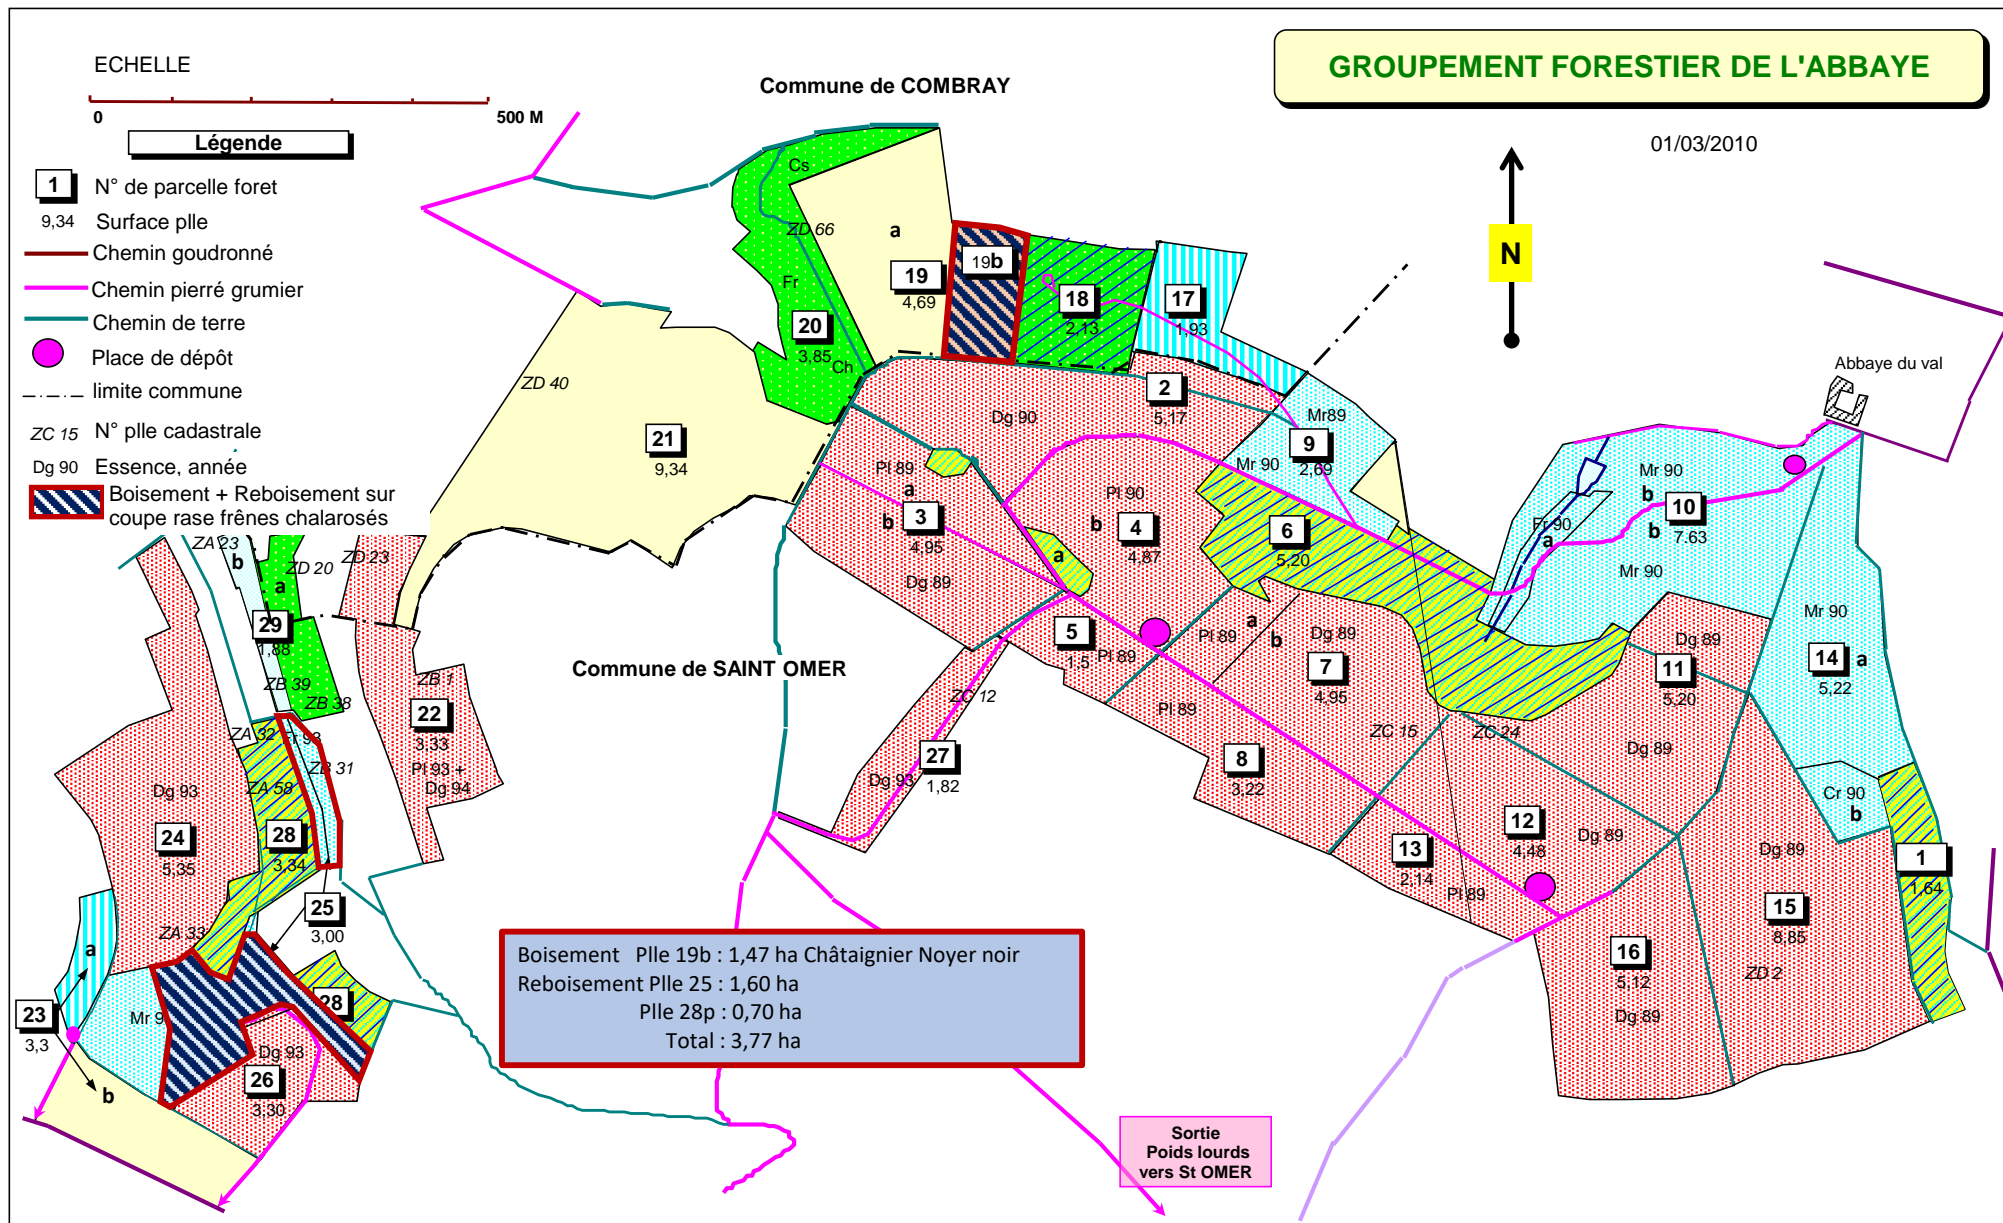 ECHELLE
0
500 M
Légende
1 N° de parcelle foret
9,34 Surface plle
Chemin goudronné
Chemin pierré grumier
Chemin de terre
Place de dépôt
limite commune
ZC 15 N° plle cadastrale
Dg 90 Essence, année
Boisement + Reboisement sur
coupe rase frênes chalarosés
GROUPEMENT FORESTIER DE L'ABBAYE
01/03/2010
N
Commune de COMBRAY
Commune de SAINT OMER
Abbaye du val
Cs
ZD 66
Fr
20
3,85
Ch
a
19
4,69
19b
18
2,13
17
1,93
ZD 40
21
9,34
2
5,17
Dg 90
Mr89
9
2,69
Mr 90
Pl 89
a
b
3
4,95
Dg 89
Pl 90
b
4
4,87
a
6
5,20
Mr 90
b
10
7.63
b
Fr 90
a
Mr 90
5
1,5
Pl 89
Pl 89
a
b
Dg 89
7
4,95
Dg 89
11
5,20
Mr 90
14
a
5,22
ZC 12
27
1,82
Dg 93
Pl 89
8
3,22
ZC 15
ZC 24
Dg 89
12
4,48
Dg 89
13
2,14
Pl 89
Cr 90
b
Dg 89
1
1,64
15
8,85
16
5,12
ZD 2
Dg 89
ZA 23
b
a
ZD 20
ZD 23
29
1,88
ZB 39
ZB 38
ZB 1
22
3.33
Pl 93 +
Dg 94
ZA 32
Fr 93
ZB 31
ZA 58
Dg 93
24
5,35
28
3,34
25
3,00
ZA 33
a
23
3,3
b
Mr 9
28
Dg 93
26
3.30
Boisement Plle 19b : 1,47 ha Châtaignier Noyer noir
Reboisement Plle 25 : 1,60 ha
Plle 28p : 0,70 ha
Total : 3,77 ha
Sortie
Poids lourds
vers St OMER